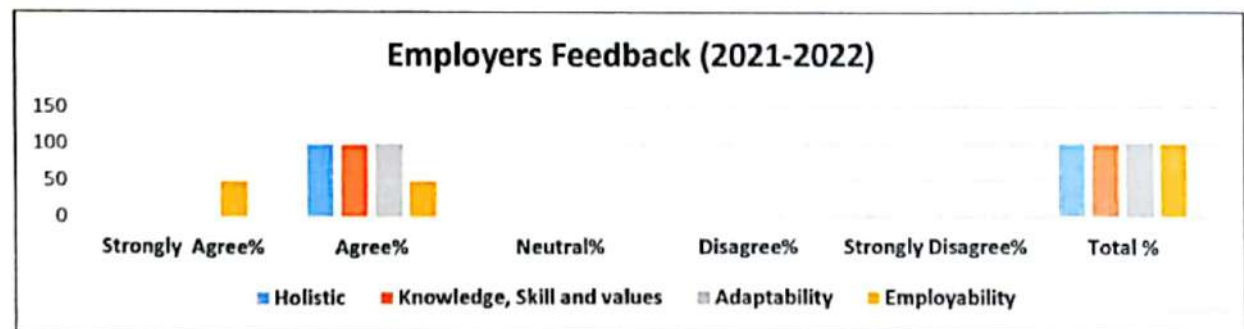 Employers Feedback (2021-2022)
150
100
50
0
Strongly Agree% Agree% Neutral% Disagree% Strongly Disagree% Total %
Holistic Knowledge, Skill and values Adaptability Employability